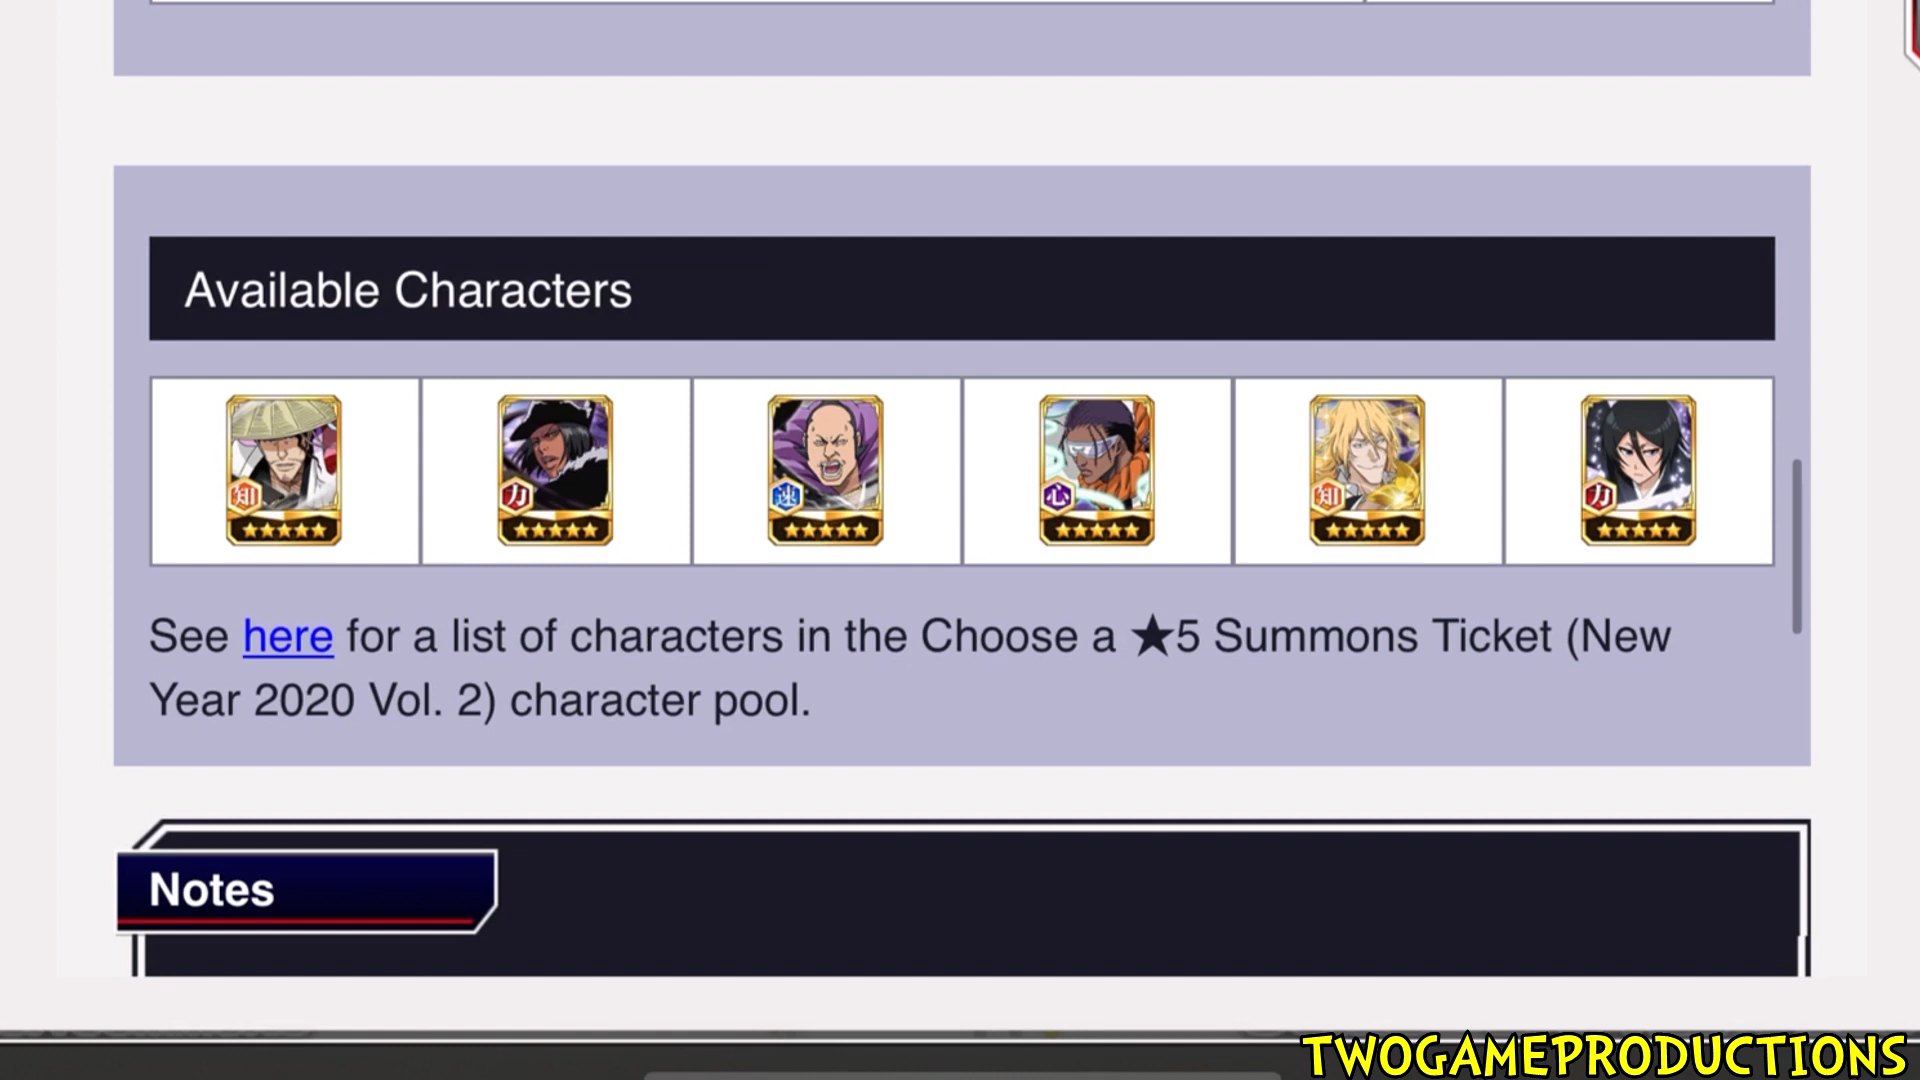 Available Characters
知 力 速 心 知 力
★★★★★ ★★★★★ ★★★★★ ★★★★★ ★★★★★ ★★★★★
See here for a list of characters in the Choose a ★5 Summons Ticket (New
Year 2020 Vol. 2) character pool.
Notes
TWOGAMEPRODUCTIONS